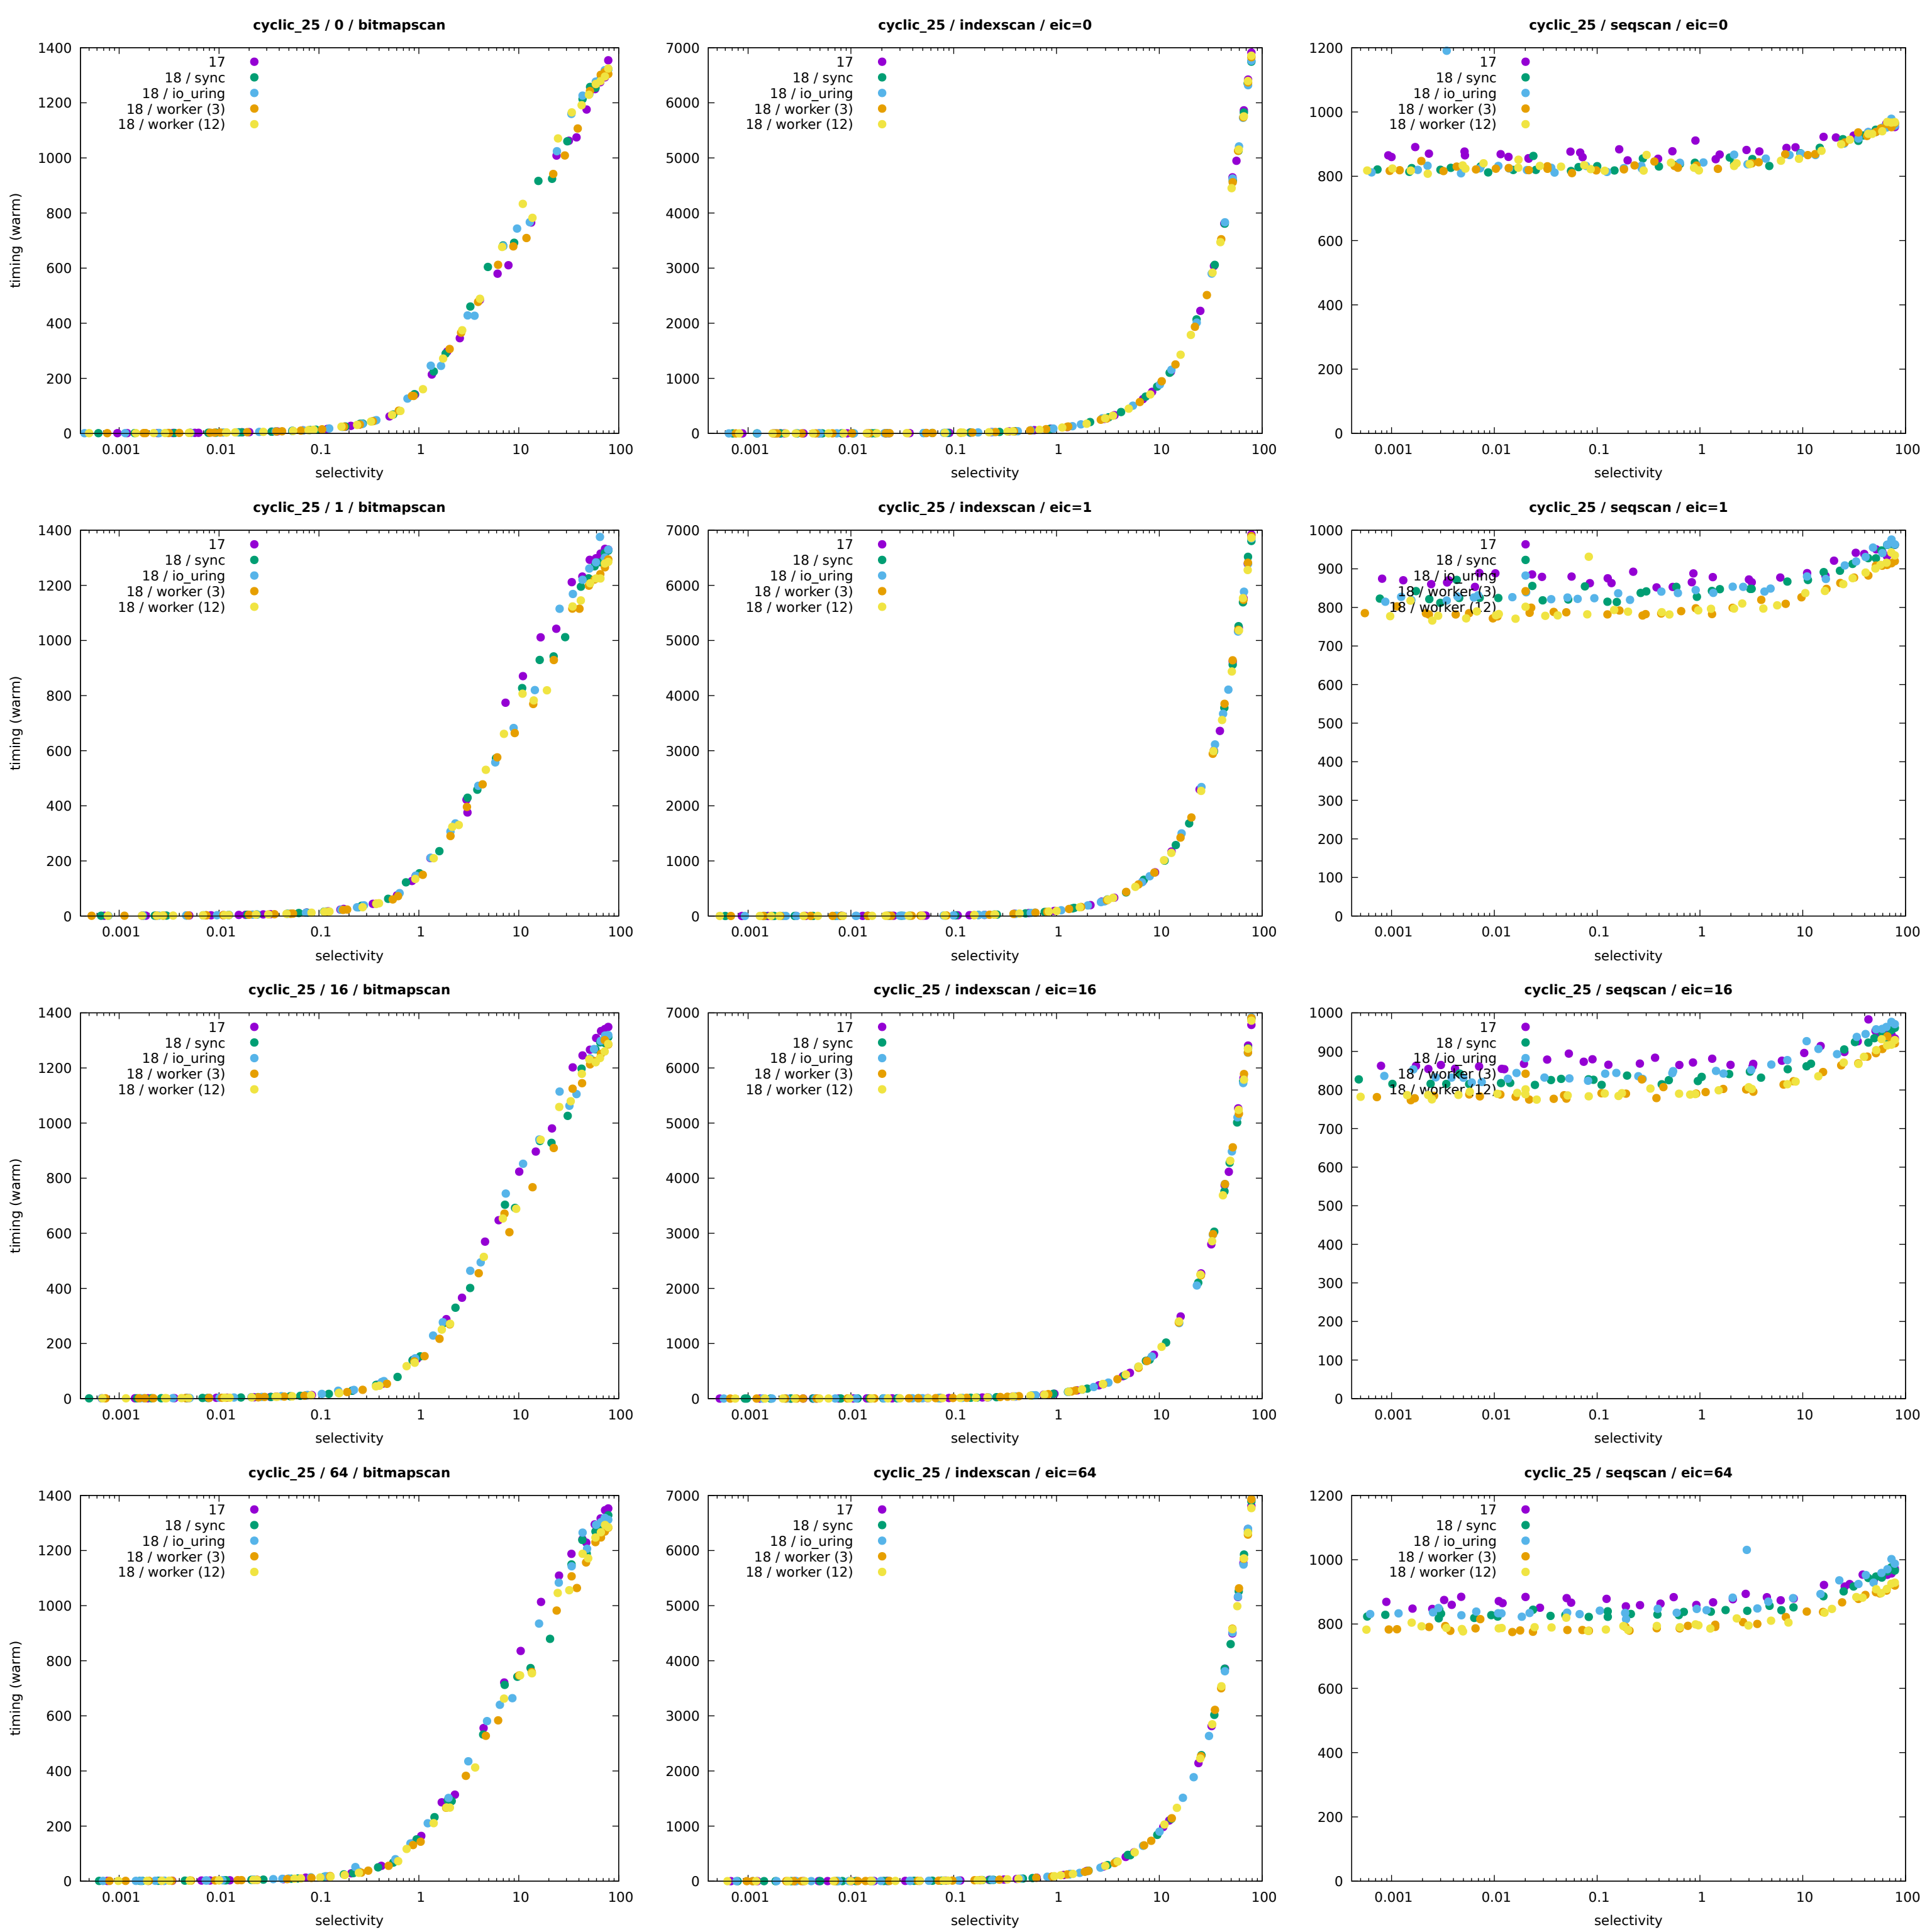 cyclic_25 / 0 / bitmapscan
timing (warm)
1400
1200
1000
800
600
400
200
0
17
18 / sync
18 / io_uring
18 / worker (3)
18 / worker (12)
0.001 0.01 0.1 1 10 100
selectivity
cyclic_25 / indexscan / eic=0
7000
6000
5000
4000
3000
2000
1000
0
17
18 / sync
18 / io_uring
18 / worker (3)
18 / worker (12)
0.001 0.01 0.1 1 10 100
selectivity
cyclic_25 / seqscan / eic=0
1200
1000
800
600
400
200
0
17
18 / sync
18 / io_uring
18 / worker (3)
18 / worker (12)
0.001 0.01 0.1 1 10 100
selectivity
cyclic_25 / 1 / bitmapscan
timing (warm)
1400
1200
1000
800
600
400
200
0
17
18 / sync
18 / io_uring
18 / worker (3)
18 / worker (12)
0.001 0.01 0.1 1 10 100
selectivity
cyclic_25 / indexscan / eic=1
7000
6000
5000
4000
3000
2000
1000
0
17
18 / sync
18 / io_uring
18 / worker (3)
18 / worker (12)
0.001 0.01 0.1 1 10 100
selectivity
cyclic_25 / seqscan / eic=1
1000
900
800
700
600
500
400
300
200
100
0
17
18 / sync
18 / io_uring
18 / worker (3)
18 / worker (12)
0.001 0.01 0.1 1 10 100
selectivity
cyclic_25 / 16 / bitmapscan
timing (warm)
1400
1200
1000
800
600
400
200
0
17
18 / sync
18 / io_uring
18 / worker (3)
18 / worker (12)
0.001 0.01 0.1 1 10 100
selectivity
cyclic_25 / indexscan / eic=16
7000
6000
5000
4000
3000
2000
1000
0
17
18 / sync
18 / io_uring
18 / worker (3)
18 / worker (12)
0.001 0.01 0.1 1 10 100
selectivity
cyclic_25 / seqscan / eic=16
1000
900
800
700
600
500
400
300
200
100
0
17
18 / sync
18 / io_uring
18 / worker (3)
18 / worker (12)
0.001 0.01 0.1 1 10 100
selectivity
cyclic_25 / 64 / bitmapscan
timing (warm)
1400
1200
1000
800
600
400
200
0
17
18 / sync
18 / io_uring
18 / worker (3)
18 / worker (12)
0.001 0.01 0.1 1 10 100
selectivity
cyclic_25 / indexscan / eic=64
7000
6000
5000
4000
3000
2000
1000
0
17
18 / sync
18 / io_uring
18 / worker (3)
18 / worker (12)
0.001 0.01 0.1 1 10 100
selectivity
cyclic_25 / seqscan / eic=64
1200
1000
800
600
400
200
0
17
18 / sync
18 / io_uring
18 / worker (3)
18 / worker (12)
0.001 0.01 0.1 1 10 100
selectivity